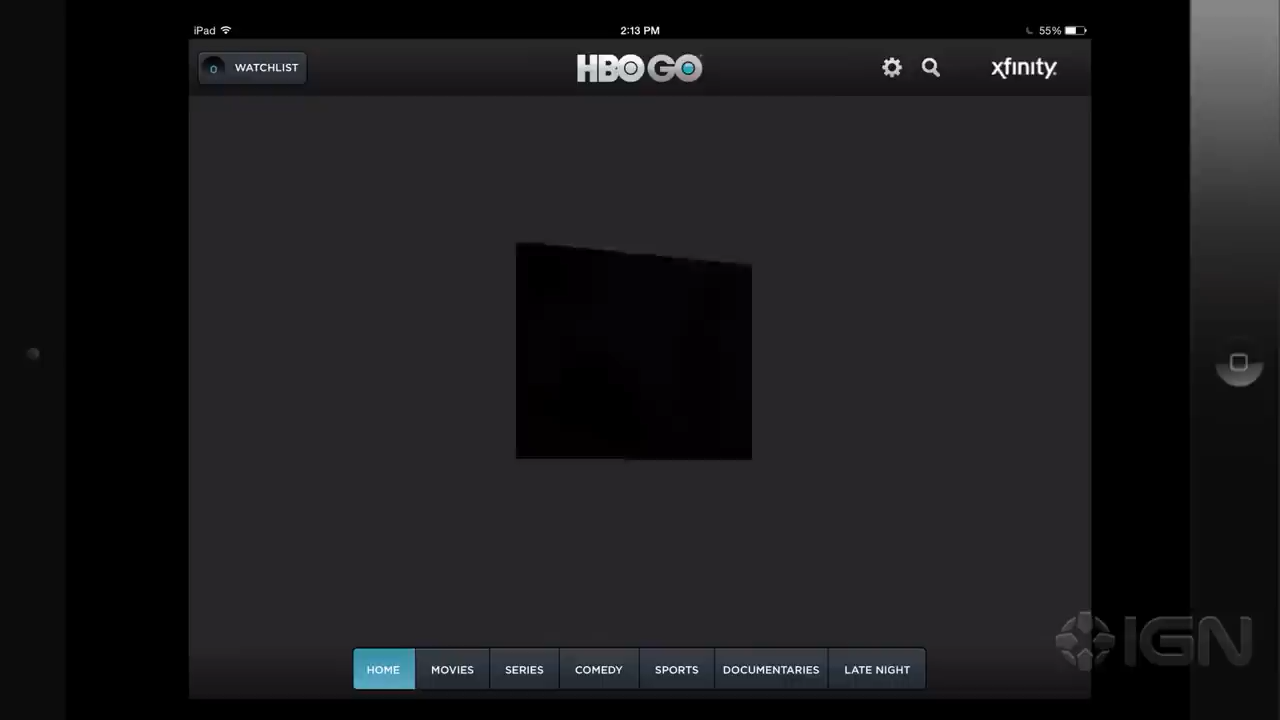 iPad
2:13 PM
55%
0 WATCHLIST
HBO GO
xfinity
HOME MOVIES SERIES COMEDY SPORTS DOCUMENTARIES LATE NIGHT
IGN